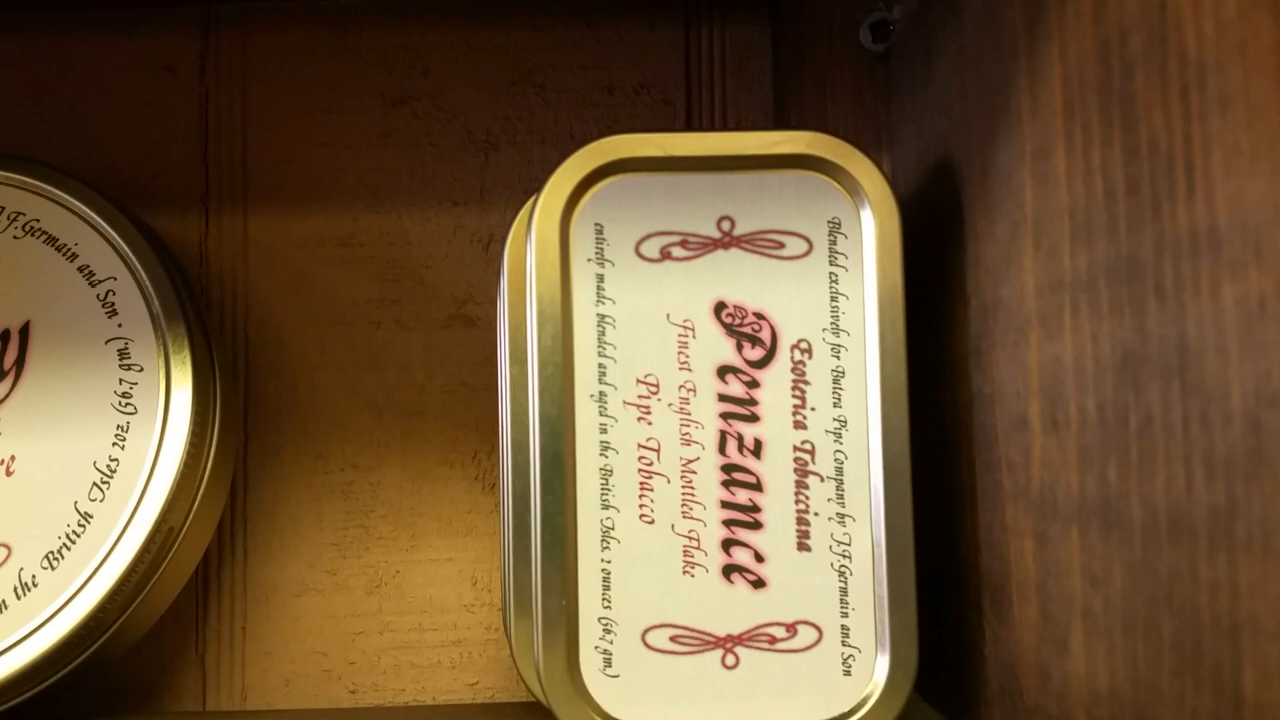 Blended exclusively for Butera Pipe Company by J.F. Germain and Son
Esoterica Tobacciana
Penzance
Finest English Mottled Flake
Pipe Tobacco
entirely made, blended and aged in the British Isles. 2 ounces (56.7 gm.)
J.F. Germain and Son •
y
re
n the British Isles 2oz. (56.7 gm.)